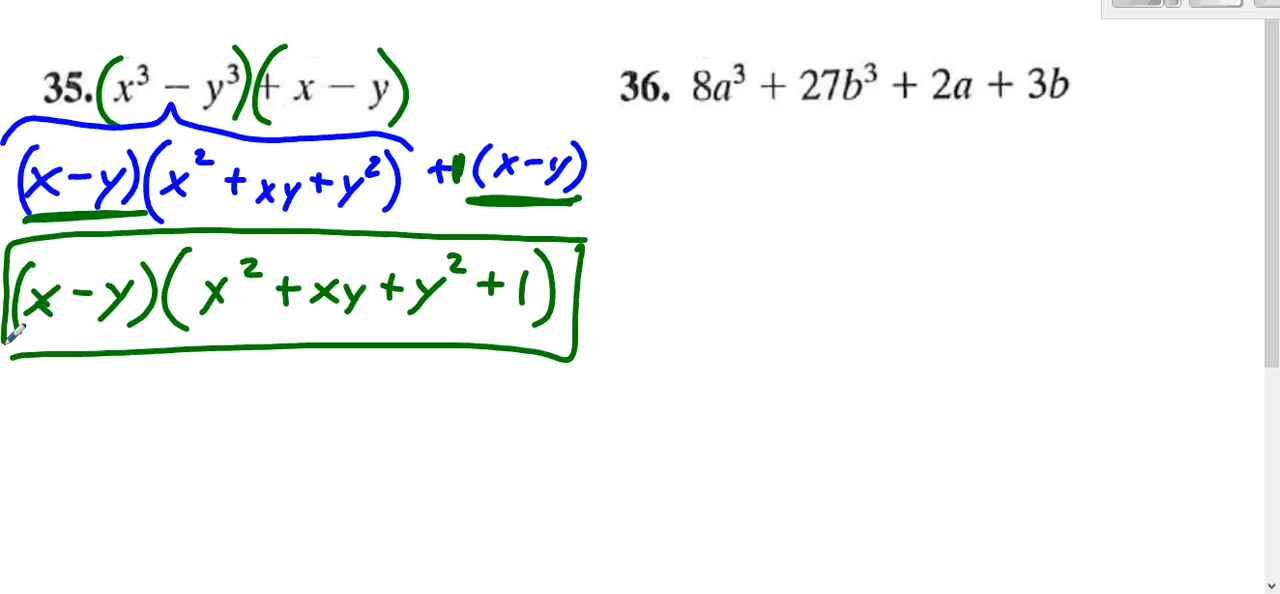 35. (x³ − y³)(+ x − y)
(x-y)(x²+xy+y²) +1(x-y)
(x-y)(x²+xy+y²+1)
36. 8a³ + 27b³ + 2a + 3b